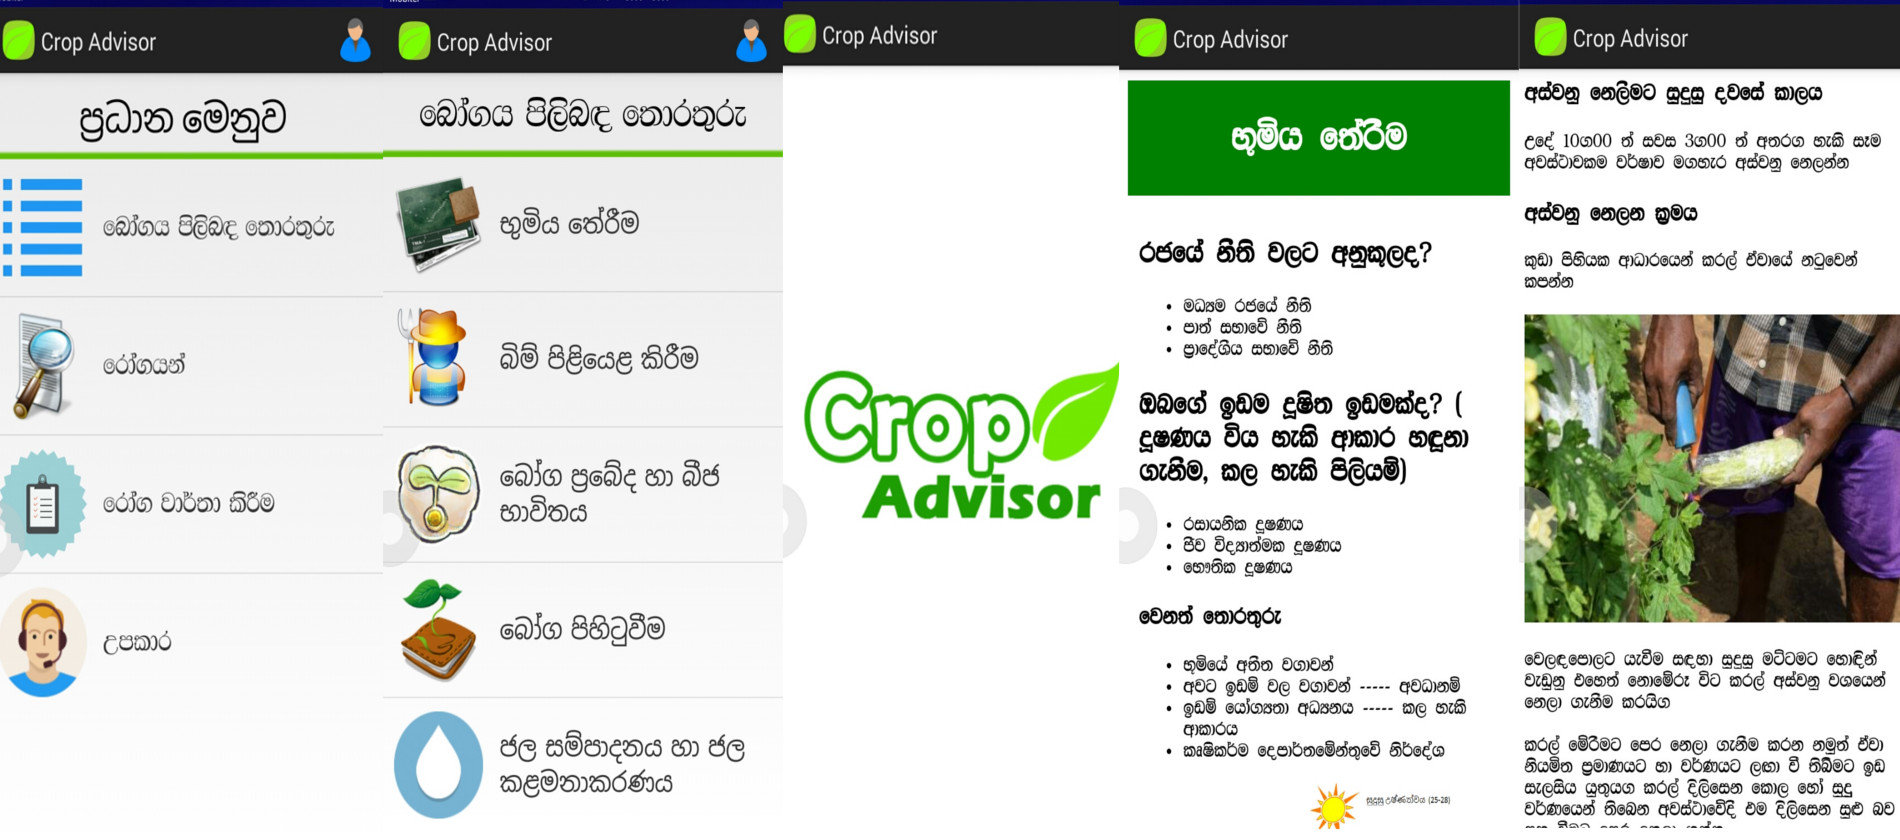 Crop Advisor
ප්‍රධාන මෙනුව
බෝගය පිලිබඳ තොරතුරු
රෝගයන්
රෝග වාර්තා කිරීම
උපකාර
Crop Advisor
බෝගය පිලිබඳ තොරතුරු
භූමිය තේරීම
බිම් පිළියෙළ කිරීම
බෝග ප්‍රබේද හා බීජ
භාවිතය
බෝග පිහිටුවීම
ජල සම්පාදනය හා ජල
කළමනාකරණය
Crop Advisor
Crop
Advisor
Crop Advisor
භූමිය තේරීම
රජයේ නීති වලට අනුකූලද?
• මධ්‍යම රජයේ නීති
• පාත් සභාවේ නීති
• ප්‍රාදේශීය සභාවේ නීති
ඔබගේ ඉඩම දූෂිත ඉඩමක්ද? (
දූෂණය විය හැකි ආකාර හඳුනා
ගැනීම, කල හැකි පිලියම්)
• රසායනික දූෂණය
• ජීව විද්‍යාත්මක දූෂණය
• භෞතික දූෂණය
වෙනත් තොරතුරු
• භූමියේ අතීත වගාවන්
• අවට ඉඩම් වල වගාවන් ----- අවධානම්
• ඉඩම් යෝග්‍යතා අධ්‍යනය ----- කල හැකි
ආකාරය
• කෘෂිකර්ම දෙපාර්තමේන්තුවේ නිර්දේශ
සුදුසු උෂ්ණත්වය (25-28)
Crop Advisor
අස්වනු නෙලීමට සුදුසු දවසේ කාලය
උදේ 10ග00 ත් සවස 3ග00 ත් අතරග හැකි සෑම
අවස්ථාවකම වර්ෂාව මගහැර අස්වනු නෙලන්න
අස්වනු නෙලන ක්‍රමය
කුඩා පිහියක ආධාරයෙන් කරල් ඒවායේ නටුවෙන්
කපන්න
වෙලඳපොලට යැවීම සඳහා සුදුසු මට්ටමට හොඳින්
වැඩුනු එහෙත් නොමේරූ විට කරල් අස්වනු වශයෙන්
නෙලා ගැනීම කරයිග
කරල් මේරීමට පෙර නෙලා ගැනීම කරන නමුත් ඒවා
නියමිත ප්‍රමාණයට හා වර්ණයට ලඟා වී තිබීමට ඉඩ
සැලසිය යුතුයග කරල් දිලිසෙන කොල හෝ සුදු
වර්ණයෙන් තිබෙන අවස්ථාවේදී එම දිලිසෙන සුළු බව